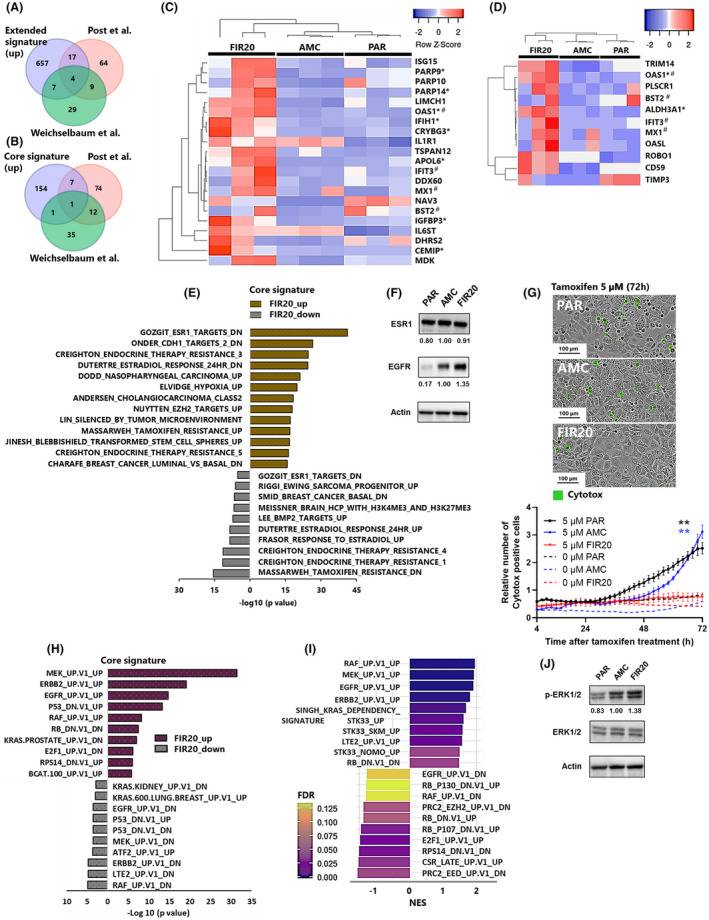 (A)
Extended signature (up)
Post et al.
657
17
64
4
7
9
29
Weichselbaum et al.
(B)
Core signature (up)
Post et al.
154
7
74
1
1
12
35
Weichselbaum et al.
(C)
-2 0 2
Row Z-Score
FIR20 AMC PAR
ISG15
PARP9*
PARP10
PARP14*
LIMCH1
OAS1*#
IFIH1*
CRYBG3*
IL1R1
TSPAN12
APOL6*
IFIT3#
DDX60
MX1#
NAV3
BST2#
IGFBP3*
IL6ST
DHRS2
CEMIP*
MDK
(D)
-2 0 2
FIR20 AMC PAR
TRIM14
OAS1*#
PLSCR1
BST2#
ALDH3A1*
IFIT3#
MX1#
OASL
ROBO1
CD59
TIMP3
(E)
Core signature
FIR20_up
FIR20_down
GOZGIT_ESR1_TARGETS_DN
ONDER_CDH1_TARGETS_2_DN
CREIGHTON_ENDOCRINE_THERAPY_RESISTANCE_3
DUTERTRE_ESTRADIOL_RESPONSE_24HR_DN
DODD_NASOPHARYNGEAL_CARCINOMA_UP
ELVIDGE_HYPOXIA_UP
ANDERSEN_CHOLANGIOCARCINOMA_CLASS2
NUYTTEN_EZH2_TARGETS_UP
LIN_SILENCED_BY_TUMOR_MICROENVIRONMENT
MASSARWEH_TAMOXIFEN_RESISTANCE_UP
JINESH_BLEBBISHIELD_TRANSFORMED_STEM_CELL_SPHERES_UP
CREIGHTON_ENDOCRINE_THERAPY_RESISTANCE_5
CHARAFE_BREAST_CANCER_LUMINAL_VS_BASAL_DN
GOZGIT_ESR1_TARGETS_DN
RIGGI_EWING_SARCOMA_PROGENITOR_UP
SMID_BREAST_CANCER_BASAL_DN
MEISSNER_BRAIN_HCP_WITH_H3K4ME3_AND_H3K27ME3
LEE_BMP2_TARGETS_UP
DUTERTRE_ESTRADIOL_RESPONSE_24HR_UP
FRASOR_RESPONSE_TO_ESTRADIOL_UP
CREIGHTON_ENDOCRINE_THERAPY_RESISTANCE_4
CREIGHTON_ENDOCRINE_THERAPY_RESISTANCE_1
MASSARWEH_TAMOXIFEN_RESISTANCE_DN
30 15 0 15 30 45
-log10 (p value)
(F)
PAR AMC FIR20
ESR1
0.80 1.00 0.91
EGFR
0.17 1.00 1.35
Actin
(G)
Tamoxifen 5 µM (72h)
PAR
100 µm
AMC
100 µm
FIR20
100 µm
Cytotox
5 µM PAR
5 µM AMC
5 µM FIR20
0 µM PAR
0 µM AMC
0 µM FIR20
**
**
Relative number of Cytotox positive cells
4
3
2
1
0
4 24 48 72
Time after tamoxifen treatment (h)
(H)
Core signature
MEK_UP.V1_UP
ERBB2_UP.V1_UP
EGFR_UP.V1_UP
P53_DN.V1_UP
RAF_UP.V1_UP
RB_DN.V1_UP
KRAS.PROSTATE_UP.V1_DN
E2F1_UP.V1_UP
RPS14_DN.V1_UP
BCAT.100_UP.V1_UP
FIR20_up
FIR20_down
KRAS.KIDNEY_UP.V1_DN
KRAS.600.LUNG.BREAST_UP.V1_UP
EGFR_UP.V1_DN
P53_DN.V1_UP
P53_DN.V1_DN
MEK_UP.V1_DN
ATF2_UP.V1_UP
ERBB2_UP.V1_DN
LTE2_UP.V1_DN
RAF_UP.V1_DN
10 5 0 5 10 15 20 25 30 35
-Log 10 (p value)
(I)
RAF_UP.V1_UP
MEK_UP.V1_UP
EGFR_UP.V1_UP
ERBB2_UP.V1_UP
SINGH_KRAS_DEPENDENCY_
SIGNATURE
STK33_UP
STK33_SKM_UP
LTE2_UP.V1_UP
STK33_NOMO_UP
RB_DN.V1_DN
EGFR_UP.V1_DN
RB_P130_DN.V1_UP
RAF_UP.V1_DN
PRC2_EZH2_UP.V1_DN
RB_DN.V1_UP
RB_P107_DN.V1_UP
E2F1_UP.V1_UP
RPS14_DN.V1_DN
CSR_LATE_UP.V1_UP
PRC2_EED_UP.V1_DN
FDR
0.125
0.100
0.075
0.050
0.025
0.000
-1 0 1 2
NES
(J)
PAR AMC FIR20
p-ERK1/2
0.83 1.00 1.38
ERK1/2
Actin